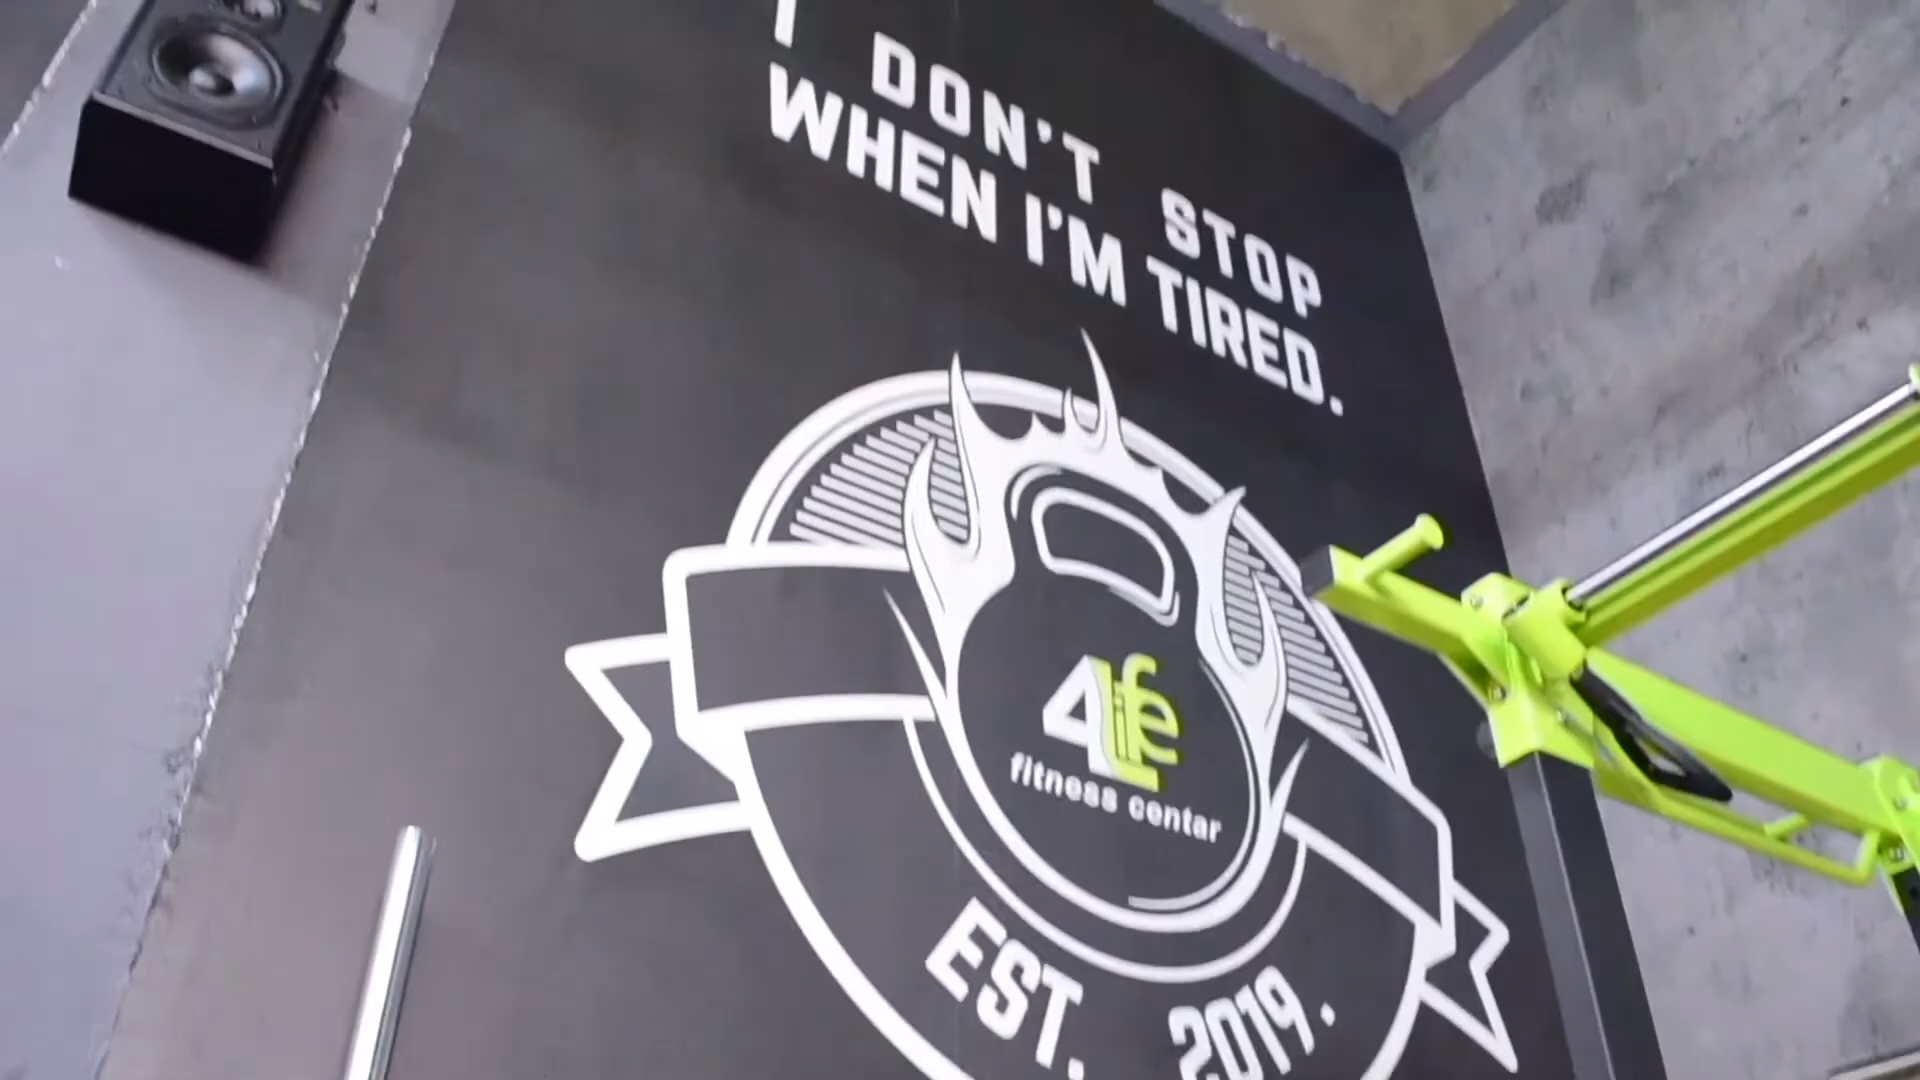 I DON'T STOP
WHEN I'M TIRED.
4Life
fitness centar
EST. 2019.